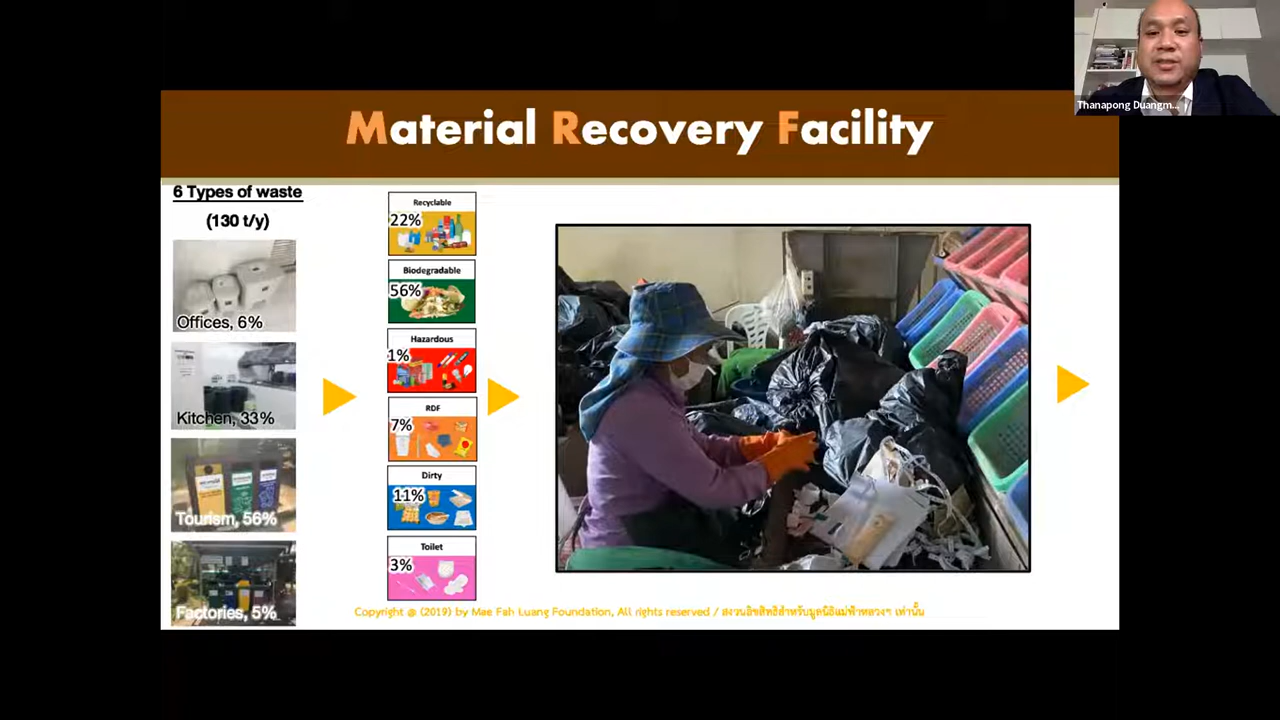 Thanapong Duangm...
Material Recovery Facility
6 Types of waste
(130 t/y)
Offices, 6%
Kitchen, 33%
Tourism, 56%
Factories, 5%
Recyclable
22%
Biodegradable
56%
Hazardous
1%
RDF
7%
Dirty
11%
Toilet
3%
Copyright @ (2019) by Mae Fah Luang Foundation, All rights reserved / สงวนลิขสิทธิ์สำหรับมูลนิธิแม่ฟ้าหลวงฯ เท่านั้น